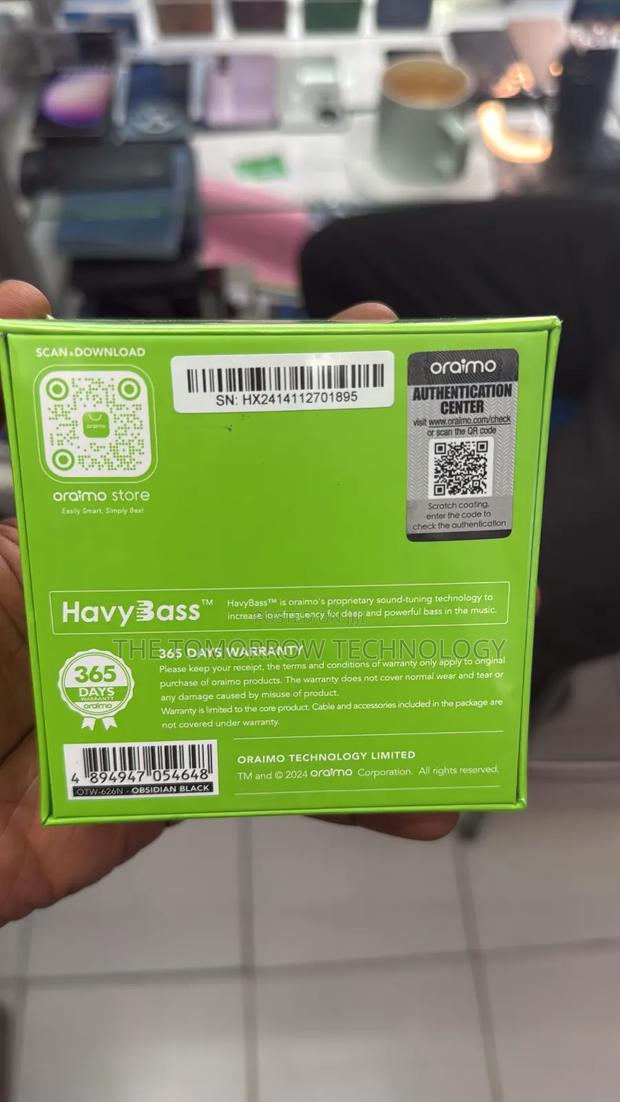 SCAN & DOWNLOAD
oraimo
oraimo store
Easily Smart, Simply Best
SN: HX2414112701895
oraimo
AUTHENTICATION
CENTER
visit www.oraimo.com/check
or scan the QR code
Scratch coating,
enter the code to
check the authentication
HavyBass™
HavyBass™ is oraimo's proprietary sound-tuning technology to
increase low-frequency for deep and powerful bass in the music.
THE TOMORROW TECHNOLOGY
365 DAYS WARRANTY
365
DAYS
WARRANTY
oraimo
Please keep your receipt, the terms and conditions of warranty only apply to original
purchase of oraimo products. The warranty does not cover normal wear and tear or
any damage caused by misuse of product.
Warranty is limited to the core product. Cable and accessories included in the package are
not covered under warranty.
4 894947 054648
OTW-626N - OBSIDIAN BLACK
ORAIMO TECHNOLOGY LIMITED
TM and © 2024 oraimo Corporation. All rights reserved.